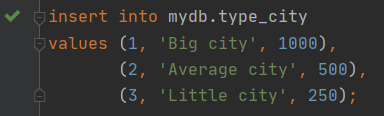 insert into mydb.type_city
values (1, 'Big city', 1000),
(2, 'Average city', 500),
(3, 'Little city', 250);